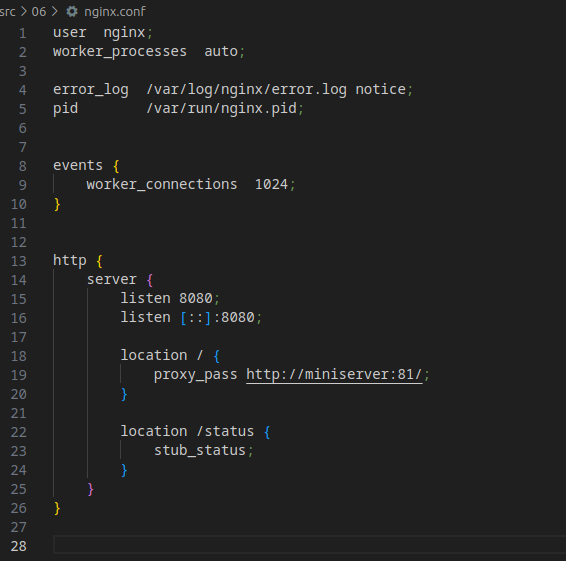 src > 06 > nginx.conf
1 user  nginx;
2 worker_processes  auto;
3
4 error_log  /var/log/nginx/error.log notice;
5 pid        /var/run/nginx.pid;
6
7
8 events {
9     worker_connections  1024;
10 }
11
12
13 http {
14     server {
15         listen 8080;
16         listen [::]:8080;
17
18         location / {
19             proxy_pass http://miniserver:81/;
20         }
21
22         location /status {
23             stub_status;
24         }
25     }
26 }
27
28